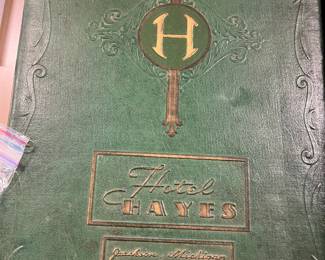 H
Hotel
HAYES
Jackson, Michigan